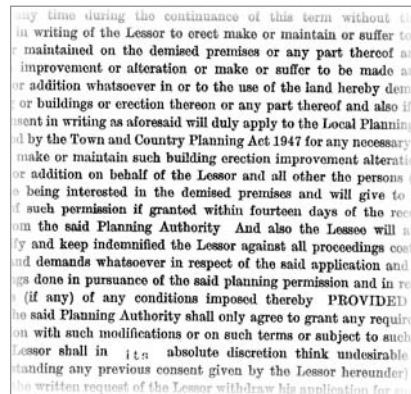 any time during the continuance of this term without t
in writing of the Lessor to erect make or maintain or suffer to
maintained on the demised premises or any part thereof a
improvement or alteration or make or suffer to be made a
or addition whatsoever in or to the use of the land hereby dem
or buildings or erection thereon or any part thereof and also i
nsent in writing as aforesaid will duly apply to the Local Planning
d by the Town and Country Planning Act 1947 for any necessary
make or maintain such building erection improvement alterati
or addition on behalf of the Lessor and all other the persons
being interested in the demised premises and will give to
f such permission if granted within fourteen days of the rec
om the said Planning Authority And also the Lessee will a
fy and keep indemnified the Lessor against all proceedings cos
nd demands whatsoever in respect of the said application and
gs done in pursuance of the said planning permission and in re
(if any) of any conditions imposed thereby PROVIDED
he said Planning Authority shall only agree to grant any requir
on with such modifications or on such terms or subject to such
Lessor shall in its absolute discretion think undesirable
standing any previous consent given by the Lessor hereunder)
the written request of the Lessor withdraw his application for